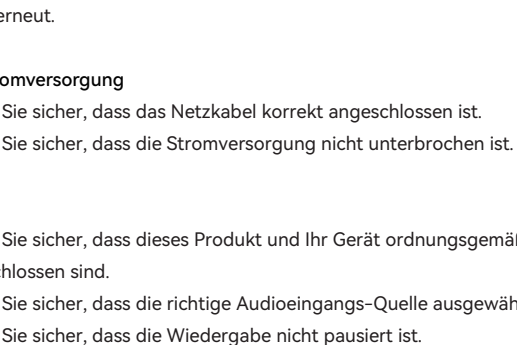 erneut.
omversorgung
Sie sicher, dass das Netzkabel korrekt angeschlossen ist.
Sie sicher, dass die Stromversorgung nicht unterbrochen ist.
Sie sicher, dass dieses Produkt und Ihr Gerät ordnungsgemäß
hlossen sind.
Sie sicher, dass die richtige Audioeingangs-Quelle ausgewäh
Sie sicher, dass die Wiedergabe nicht pausiert ist.